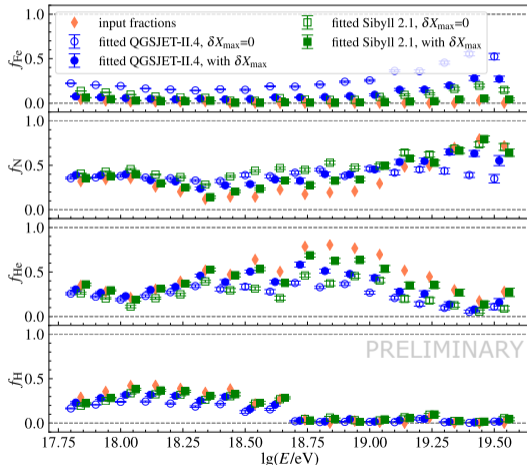 input fractions
fitted QGSJET-II.4, δXmax=0
fitted QGSJET-II.4, with δXmax
fitted Sibyll 2.1, δXmax=0
fitted Sibyll 2.1, with δXmax
fFe
1.0
0.5
0.0
fN
1.0
0.5
0.0
fHe
1.0
0.5
0.0
PRELIMINARY
fH
1.0
0.5
0.0
17.75 18.00 18.25 18.50 18.75 19.00 19.25 19.50
lg(E/eV)